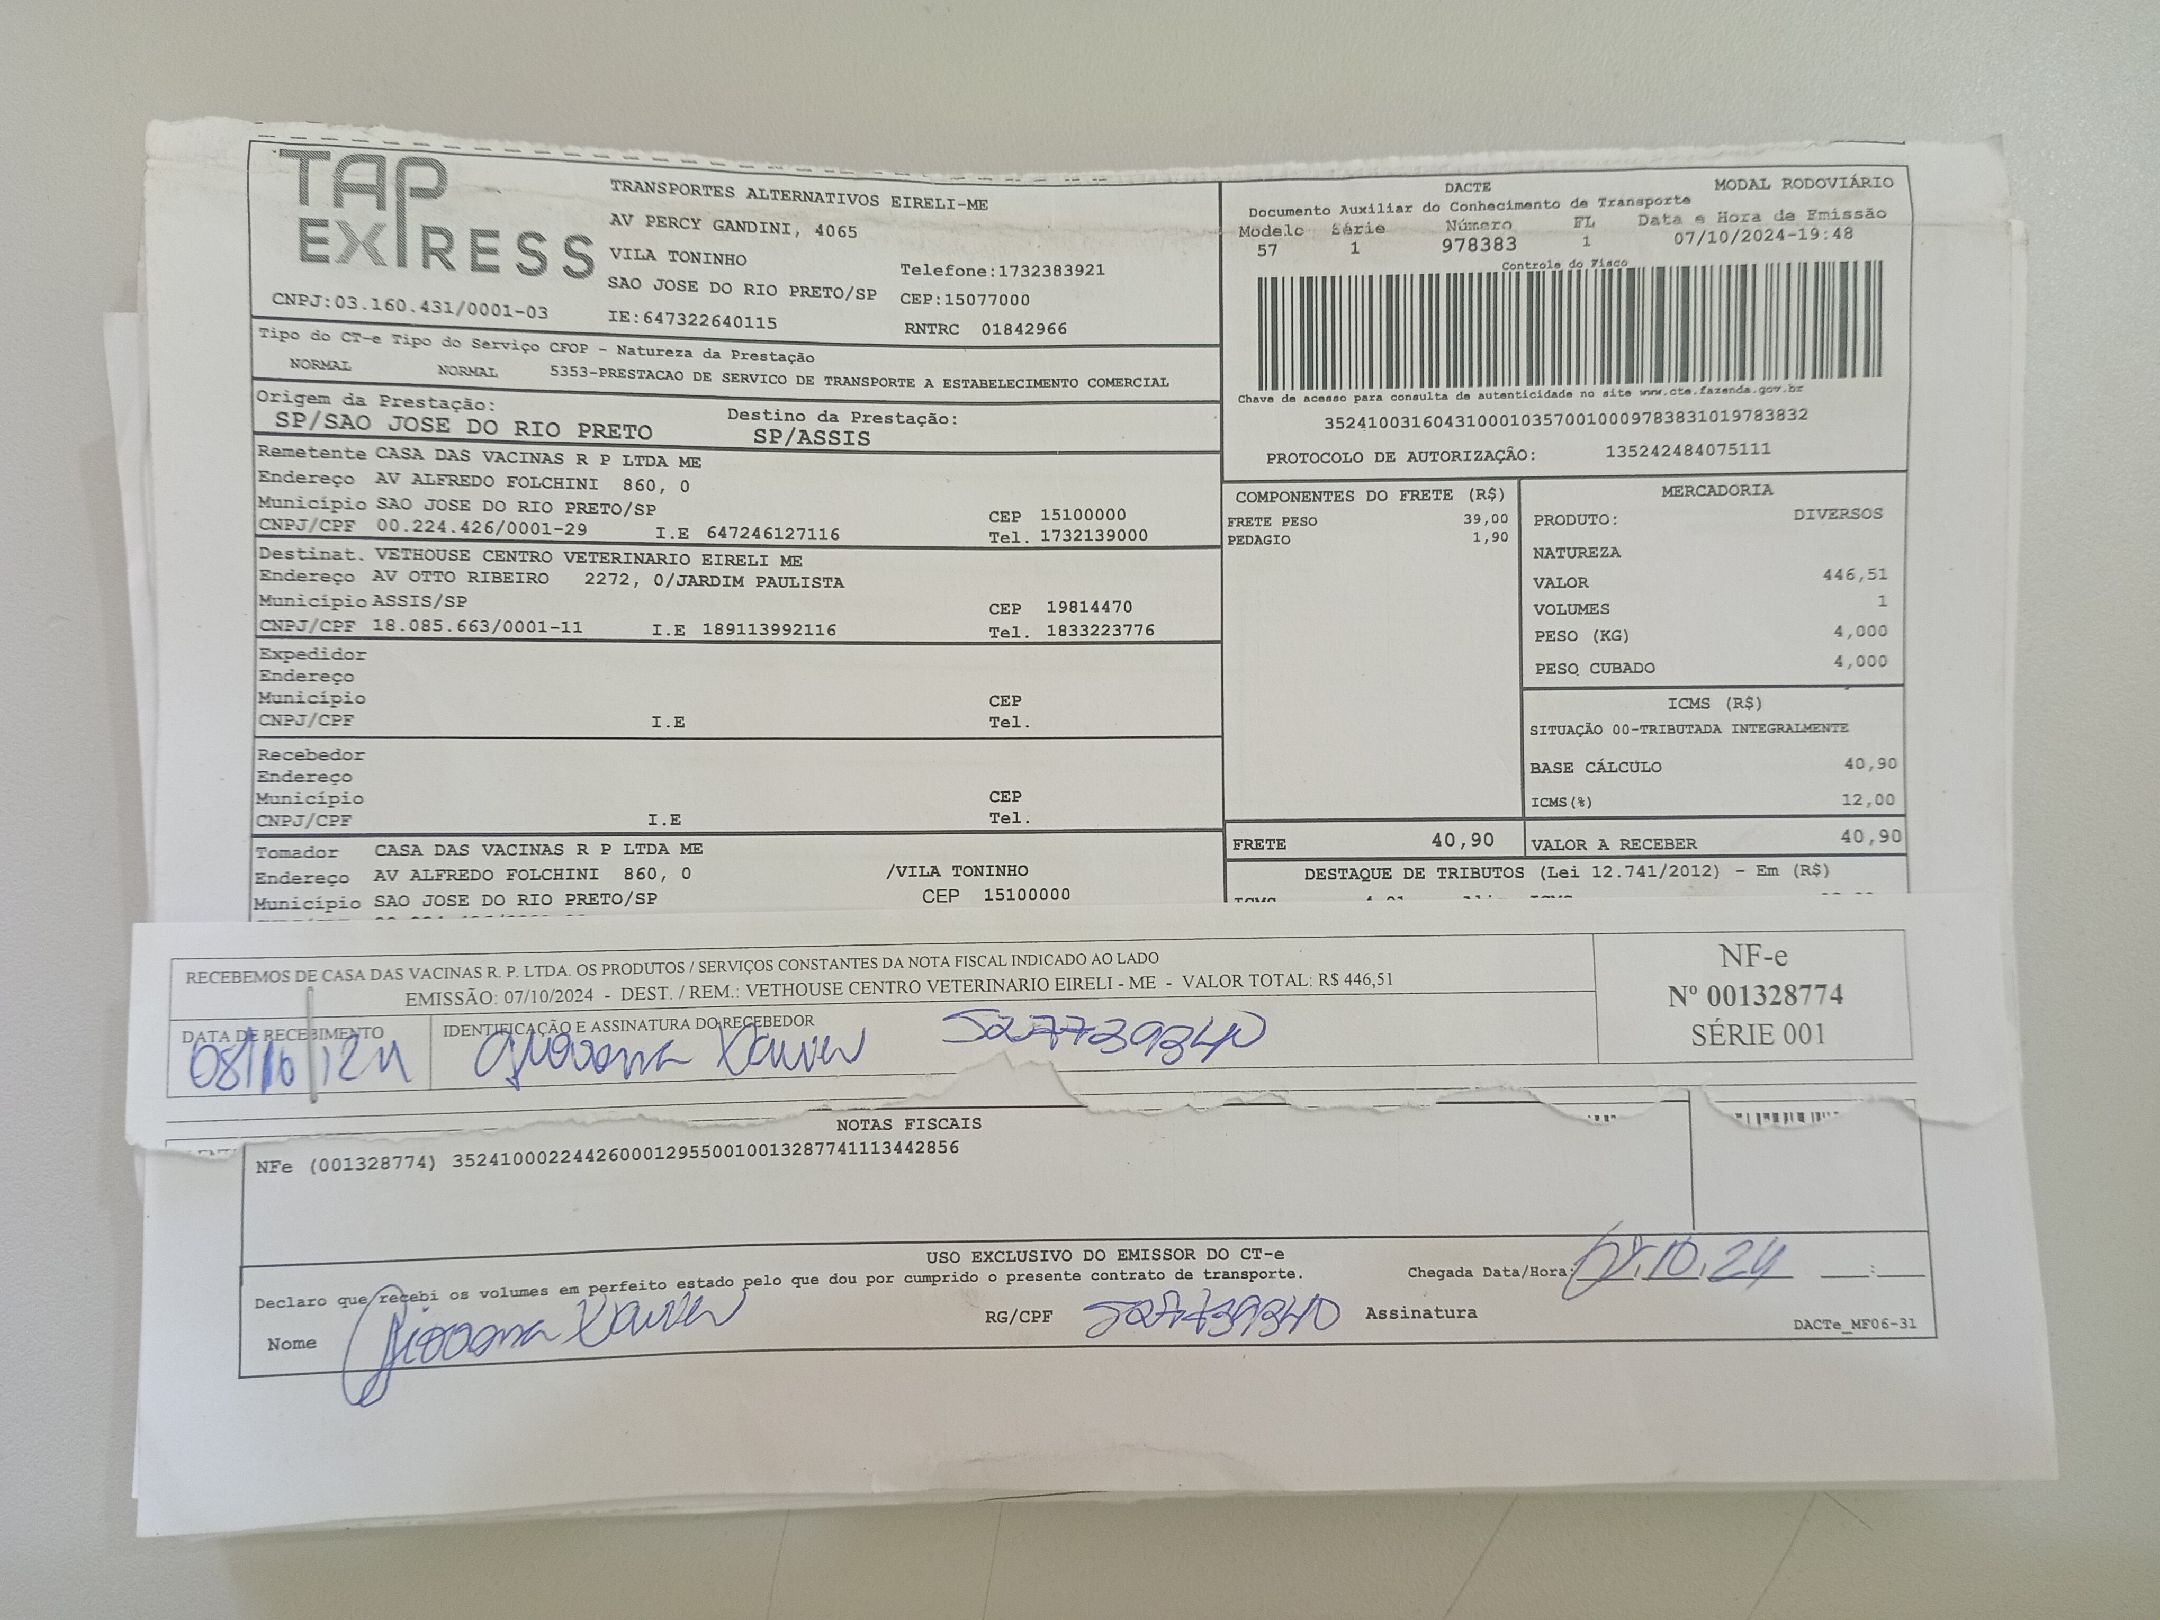 TAP EXPRESS
TRANSPORTES ALTERNATIVOS EIRELI-ME
AV PERCY GANDINI, 4065
VILA TONINHO
Telefone:1732383921
SAO JOSE DO RIO PRETO/SP CEP:15077000
CNPJ:03.160.431/0001-03 IE:647322640115 RNTRC 01842966
Tipo do CT-e Tipo do Serviço CFOP - Natureza da Prestação
NORMAL NORMAL 5353-PRESTACAO DE SERVICO DE TRANSPORTE A ESTABELECIMENTO COMERCIAL
Origem da Prestação: Destino da Prestação:
SP/SAO JOSE DO RIO PRETO SP/ASSIS
Remetente CASA DAS VACINAS R P LTDA ME
Endereço AV ALFREDO FOLCHINI 860, 0
Município SAO JOSE DO RIO PRETO/SP CEP 15100000
CNPJ/CPF 00.224.426/0001-29 I.E 647246127116 Tel. 1732139000
Destinat. VETHOUSE CENTRO VETERINARIO EIRELI ME
Endereço AV OTTO RIBEIRO 2272, 0/JARDIM PAULISTA
Município ASSIS/SP CEP 19814470
CNPJ/CPF 18.085.663/0001-11 I.E 189113992116 Tel. 1833223776
Expedidor
Endereço
Município CEP
CNPJ/CPF I.E Tel.
Recebedor
Endereço
Município CEP
CNPJ/CPF I.E Tel.
Tomador CASA DAS VACINAS R P LTDA ME
Endereço AV ALFREDO FOLCHINI 860, 0 /VILA TONINHO
Município SAO JOSE DO RIO PRETO/SP CEP 15100000
DACTE MODAL RODOVIÁRIO
Documento Auxiliar do Conhecimento de Transporte
Modelo Série Número FL Data e Hora de Emissão
57 1 978383 1 07/10/2024-19:48
Controle do Fisco
Chave de acesso para consulta de autenticidade no site www.cte.fazenda.gov.br
35241003160431000103570010009783831019783832
PROTOCOLO DE AUTORIZAÇÃO: 135242484075111
COMPONENTES DO FRETE (R$)
FRETE PESO 39,00
PEDAGIO 1,90
MERCADORIA
PRODUTO: DIVERSOS
NATUREZA
VALOR 446,51
VOLUMES 1
PESO (KG) 4,000
PESO CUBADO 4,000
ICMS (R$)
SITUAÇÃO 00-TRIBUTADA INTEGRALMENTE
BASE CÁLCULO 40,90
ICMS(%) 12,00
FRETE 40,90 VALOR A RECEBER 40,90
DESTAQUE DE TRIBUTOS (Lei 12.741/2012) - Em (R$)
RECEBEMOS DE CASA DAS VACINAS R. P. LTDA. OS PRODUTOS / SERVIÇOS CONSTANTES DA NOTA FISCAL INDICADO AO LADO
EMISSÃO: 07/10/2024 - DEST. / REM.: VETHOUSE CENTRO VETERINARIO EIRELI - ME - VALOR TOTAL: R$ 446,51
DATA DE RECEBIMENTO IDENTIFICAÇÃO E ASSINATURA DO RECEBEDOR
08/10/24 Giovana Xavier 527739340
NF-e
Nº 001328774
SÉRIE 001
NOTAS FISCAIS
NFe (001328774) 35241000224426000129550010013287741113442856
USO EXCLUSIVO DO EMISSOR DO CT-e
Declaro que recebi os volumes em perfeito estado pelo que dou por cumprido o presente contrato de transporte.
Chegada Data/Hora: 08.10.24 :
Nome Giovana Xavier RG/CPF 527739340 Assinatura
DACTe_MF06-31